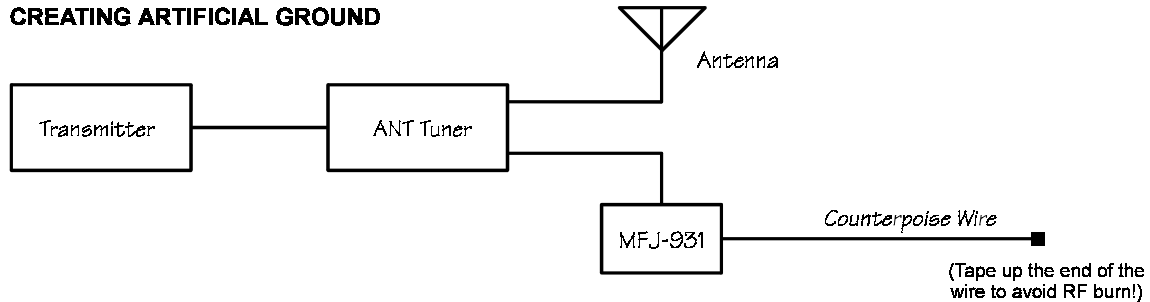 CREATING ARTIFICIAL GROUND
Antenna
Transmitter
ANT Tuner
Counterpoise Wire
MFJ-931
(Tape up the end of the
wire to avoid RF burn!)